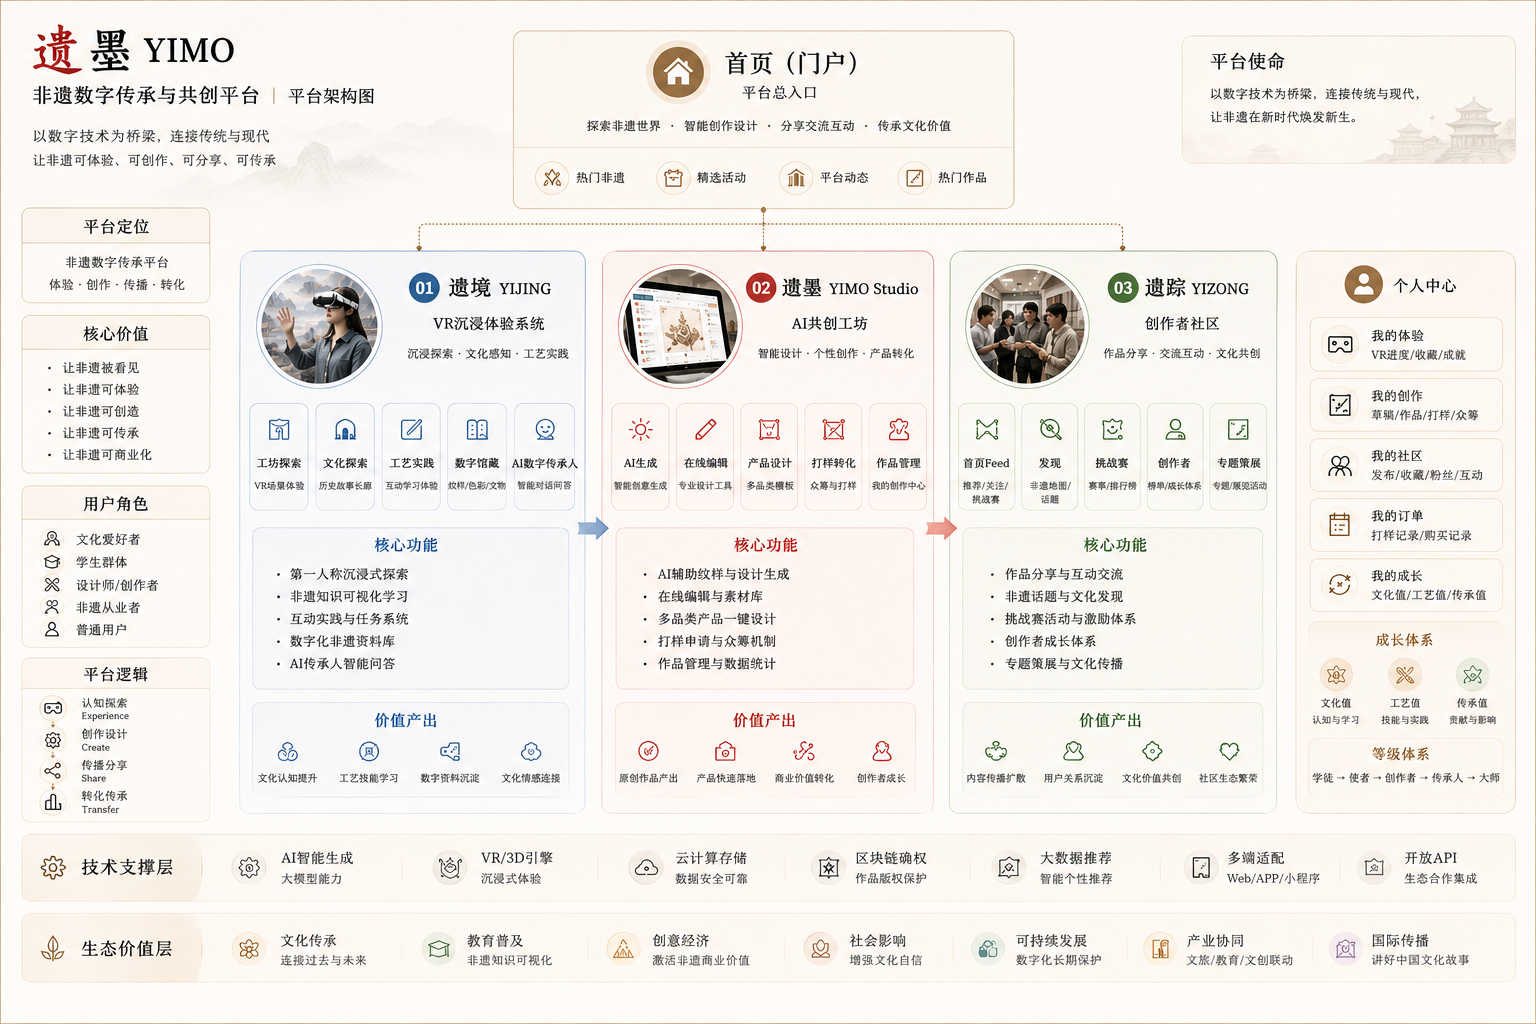 遗墨 YIMO
非遗数字传承与共创平台 | 平台架构图
以数字技术为桥梁，连接传统与现代
让非遗可体验、可创作、可分享、可传承
首页（门户）
平台总入口
探索非遗世界 · 智能创作设计 · 分享交流互动 · 传承文化价值
热门非遗
精选活动
平台动态
热门作品
平台使命
以数字技术为桥梁，连接传统与现代，
让非遗在新时代焕发新生。
平台定位
非遗数字传承平台
体验 · 创作 · 传播 · 转化
核心价值
· 让非遗被看见
· 让非遗可体验
· 让非遗可创造
· 让非遗可传承
· 让非遗可商业化
用户角色
文化爱好者
学生群体
设计师/创作者
非遗从业者
普通用户
平台逻辑
认知探索
Experience
创作设计
Create
传播分享
Share
转化传承
Transfer
01 遗境 YIJING
VR沉浸体验系统
沉浸探索 · 文化感知 · 工艺实践
工坊探索
VR场景体验
文化探索
历史故事长廊
工艺实践
互动学习体验
数字馆藏
纹样/色彩/文物
AI数字传承人
智能对话问答
核心功能
· 第一人称沉浸式探索
· 非遗知识可视化学习
· 互动实践与任务系统
· 数字化非遗资料库
· AI传承人智能问答
价值产出
文化认知提升
工艺技能学习
数字资料沉淀
文化情感连接
02 遗墨 YIMO Studio
AI共创工坊
智能设计 · 个性创作 · 产品转化
AI生成
智能创意生成
在线编辑
专业设计工具
产品设计
多品类模板
打样转化
众筹与打样
作品管理
我的创作中心
核心功能
· AI辅助纹样与设计生成
· 在线编辑与素材库
· 多品类产品一键设计
· 打样申请与众筹机制
· 作品管理与数据统计
价值产出
原创作品产出
产品快速落地
商业价值转化
创作者成长
03 遗踪 YIZONG
创作者社区
作品分享 · 交流互动 · 文化共创
首页Feed
推荐/关注/
挑战赛
发现
非遗地图/
话题
挑战赛
赛事/排行榜
创作者
榜单/成长体系
专题策展
专题/展览活动
核心功能
· 作品分享与互动交流
· 非遗话题与文化发现
· 挑战赛活动与激励体系
· 创作者成长体系
· 专题策展与文化传播
价值产出
内容传播扩散
用户关系沉淀
文化价值共创
社区生态繁荣
个人中心
我的体验
VR进度/收藏/成就
我的创作
草稿/作品/打样/众筹
我的社区
发布/收藏/粉丝/互动
我的订单
打样记录/购买记录
我的成长
文化值/工艺值/传承值
成长体系
文化值
认知与学习
工艺值
技能与实践
传承值
贡献与影响
等级体系
学徒 → 使者 → 创作者 → 传承人 → 大师
技术支撑层
AI智能生成
大模型能力
VR/3D引擎
沉浸式体验
云计算存储
数据安全可靠
区块链确权
作品版权保护
大数据推荐
智能个性推荐
多端适配
Web/APP/小程序
开放API
生态合作集成
生态价值层
文化传承
连接过去与未来
教育普及
非遗知识可视化
创意经济
激活非遗商业价值
社会影响
增强文化自信
可持续发展
数字化长期保护
产业协同
文旅/教育/文创联动
国际传播
讲好中国文化故事